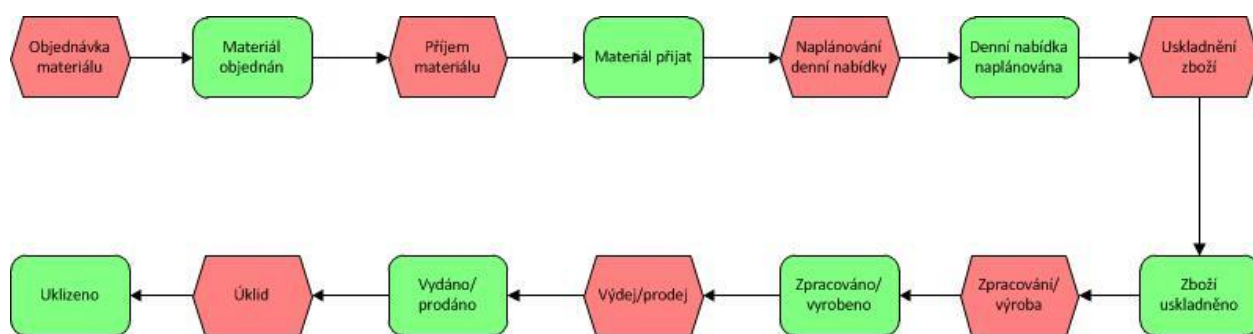 Objednávka
materiálu
Materiál
objednán
Příjem
materiálu
Materiál přijat
Naplánování
denní nabídky
Denní nabídka
naplánována
Uskladnění
zboží
Zboží
uskladněno
Zpracování/
výroba
Zpracováno/
vyrobeno
Výdej/prodej
Vydáno/
prodáno
Úklid
Uklizeno